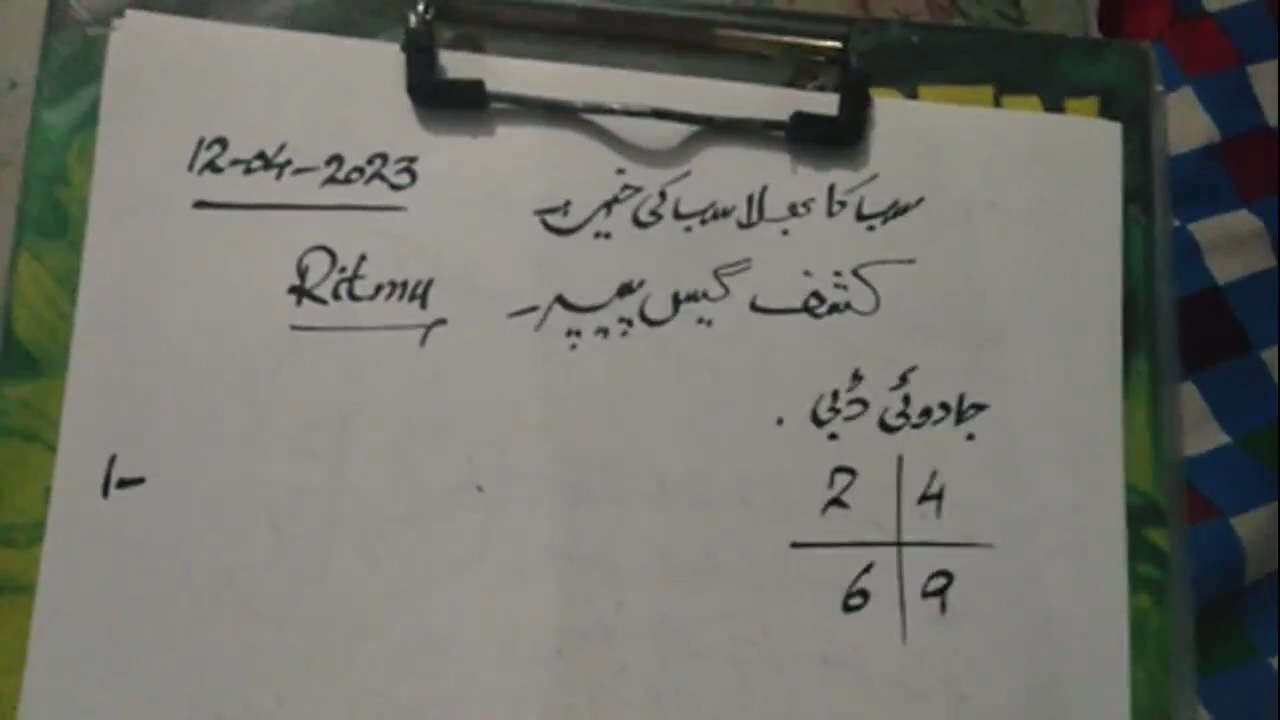 12-04-2023
سب کا بھلا سب کی خیر ہے
Ritmu کشف گیس پیپر -
جادوئی ڈبی .
1-
2 4
6 9